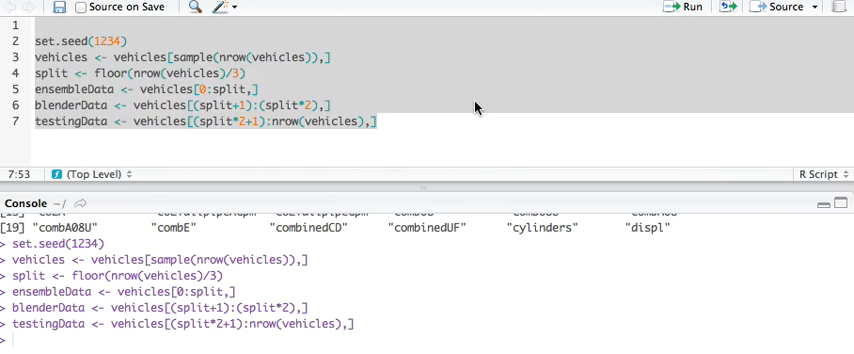 Source on Save
Run
Source
1
2 set.seed(1234)
3 vehicles <- vehicles[sample(nrow(vehicles)),]
4 split <- floor(nrow(vehicles)/3)
5 ensembleData <- vehicles[0:split,]
6 blenderData <- vehicles[(split+1):(split*2),]
7 testingData <- vehicles[(split*2+1):nrow(vehicles),]
7:53 (Top Level) R Script
Console ~/
[19] "combA08U" "combE" "combinedCD" "combinedUF" "cylinders" "displ"
> set.seed(1234)
> vehicles <- vehicles[sample(nrow(vehicles)),]
> split <- floor(nrow(vehicles)/3)
> ensembleData <- vehicles[0:split,]
> blenderData <- vehicles[(split+1):(split*2),]
> testingData <- vehicles[(split*2+1):nrow(vehicles),]
>